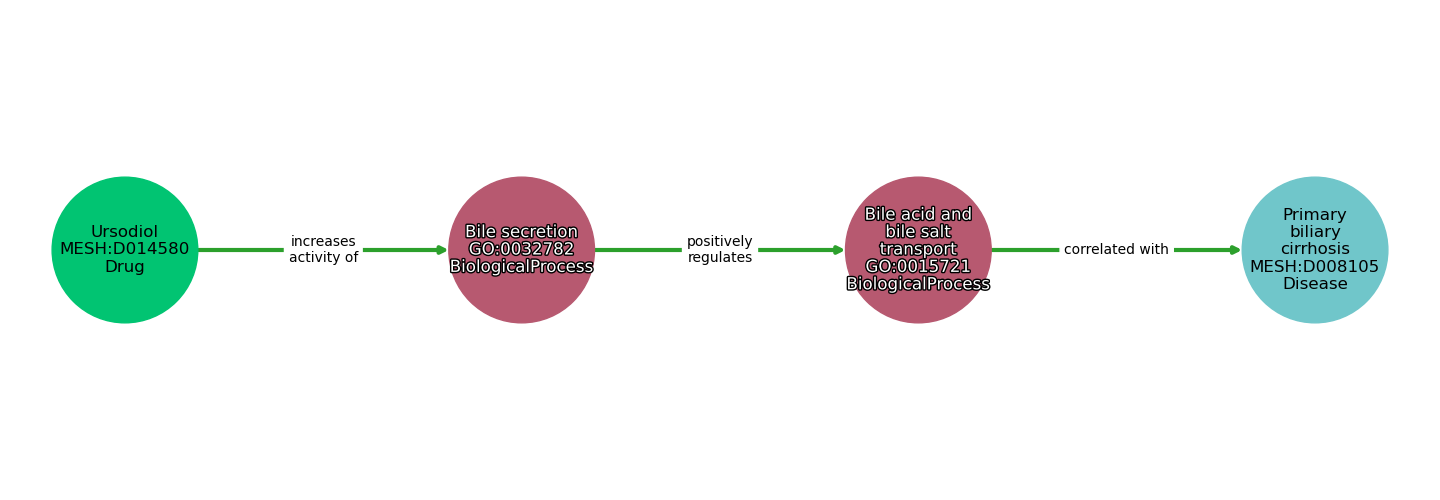 Ursodiol
MESH:D014580
Drug
increases
activity of
Bile secretion
GO:0032782
BiologicalProcess
positively
regulates
Bile acid and
bile salt
transport
GO:0015721
BiologicalProcess
correlated with
Primary
biliary
cirrhosis
MESH:D008105
Disease